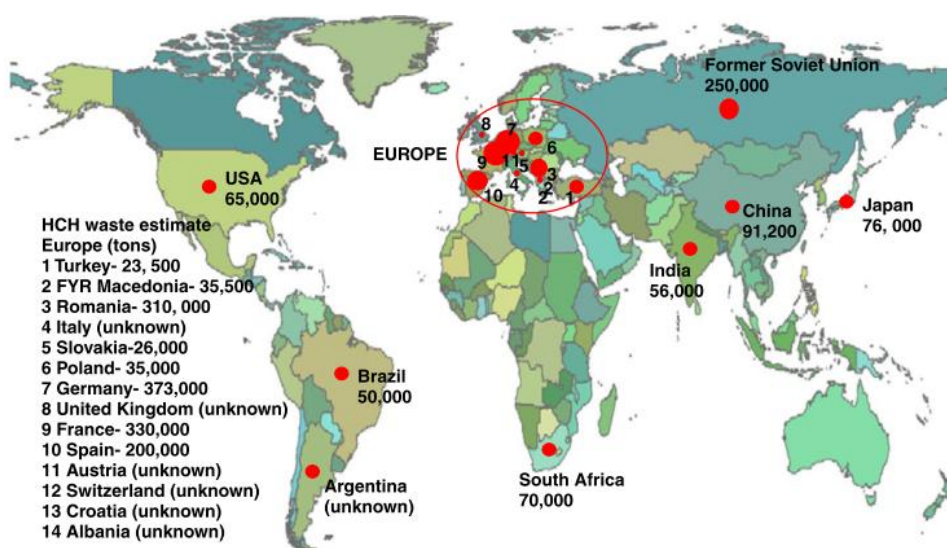 Former Soviet Union
250,000
8
7
6
EUROPE
9
11
5
3
4
2
2
1
10
USA
65,000
China
91,200
Japan
76, 000
India
56,000
HCH waste estimate
Europe (tons)
1 Turkey- 23, 500
2 FYR Macedonia- 35,500
3 Romania- 310, 000
4 Italy (unknown)
5 Slovakia-26,000
6 Poland- 35,000
7 Germany- 373,000
8 United Kingdom (unknown)
9 France- 330,000
10 Spain- 200,000
11 Austria (unknown)
12 Switzerland (unknown)
13 Croatia (unknown)
14 Albania (unknown)
Brazil
50,000
Argentina
(unknown)
South Africa
70,000